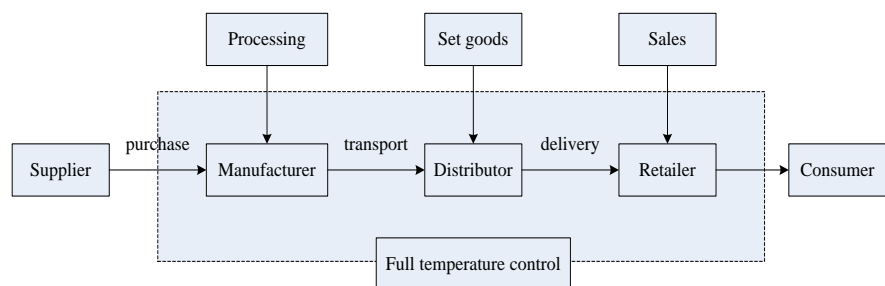 Processing
Set goods
Sales
purchase
transport
delivery
Supplier
Manufacturer
Distributor
Retailer
Consumer
Full temperature control